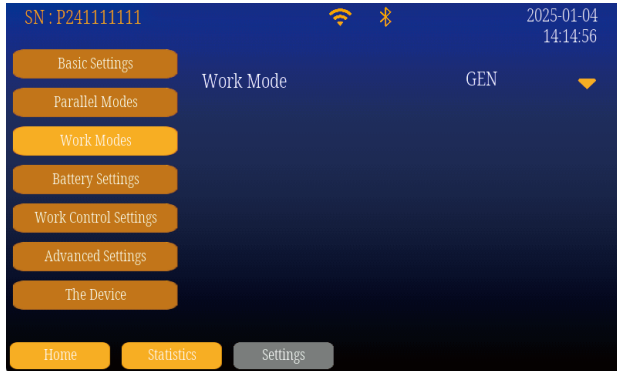 SN : P241111111
2025-01-04
14:14:56
Basic Settings
Parallel Modes
Work Modes
Battery Settings
Work Control Settings
Advanced Settings
The Device
Work Mode GEN
Home Statistics Settings